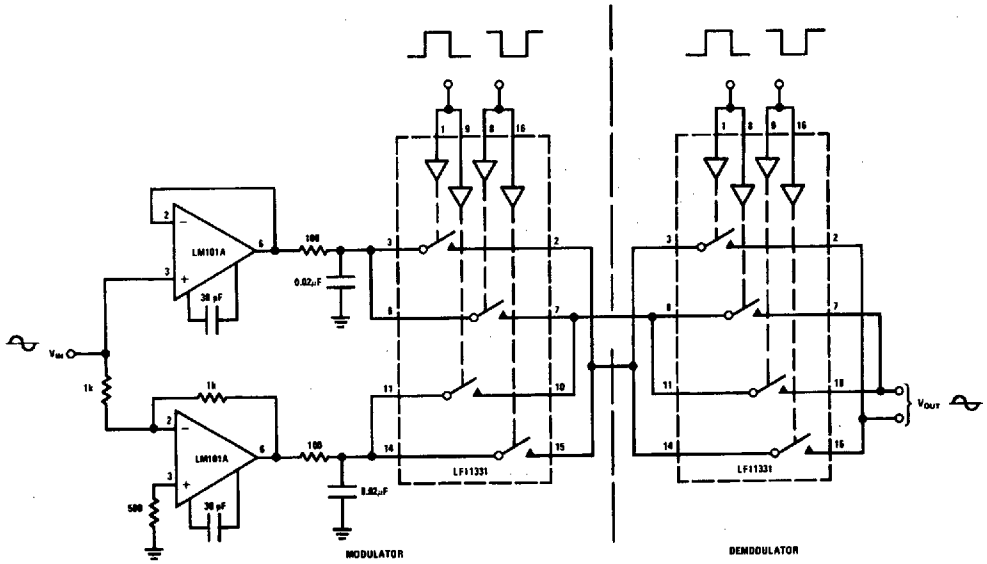 1 9 8 16
1 8 9 16
2
LM101A
6
3
30 pF
100
0.02µF
3
2
6
7
11
10
14
15
LF11331
3
2
6
7
11
10
14
15
LF11331
VIN
1k
1k
2
LM101A
6
3
500
30 pF
100
0.02µF
VOUT
MODULATOR
DEMODULATOR